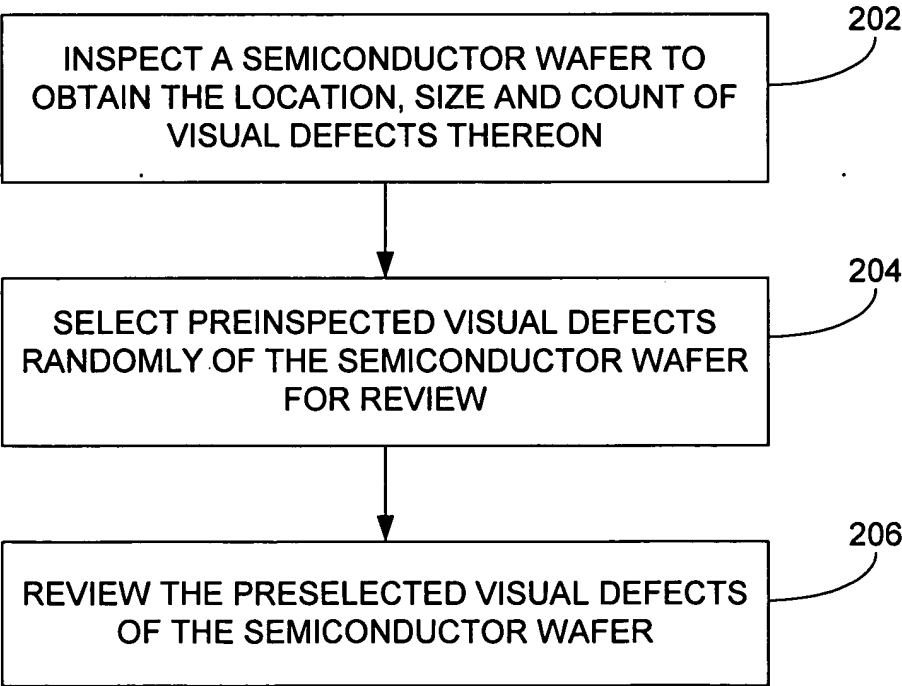 202
INSPECT A SEMICONDUCTOR WAFER TO
OBTAIN THE LOCATION, SIZE AND COUNT OF
VISUAL DEFECTS THEREON
204
SELECT PREINSPECTED VISUAL DEFECTS
RANDOMLY OF THE SEMICONDUCTOR WAFER
FOR REVIEW
206
REVIEW THE PRESELECTED VISUAL DEFECTS
OF THE SEMICONDUCTOR WAFER